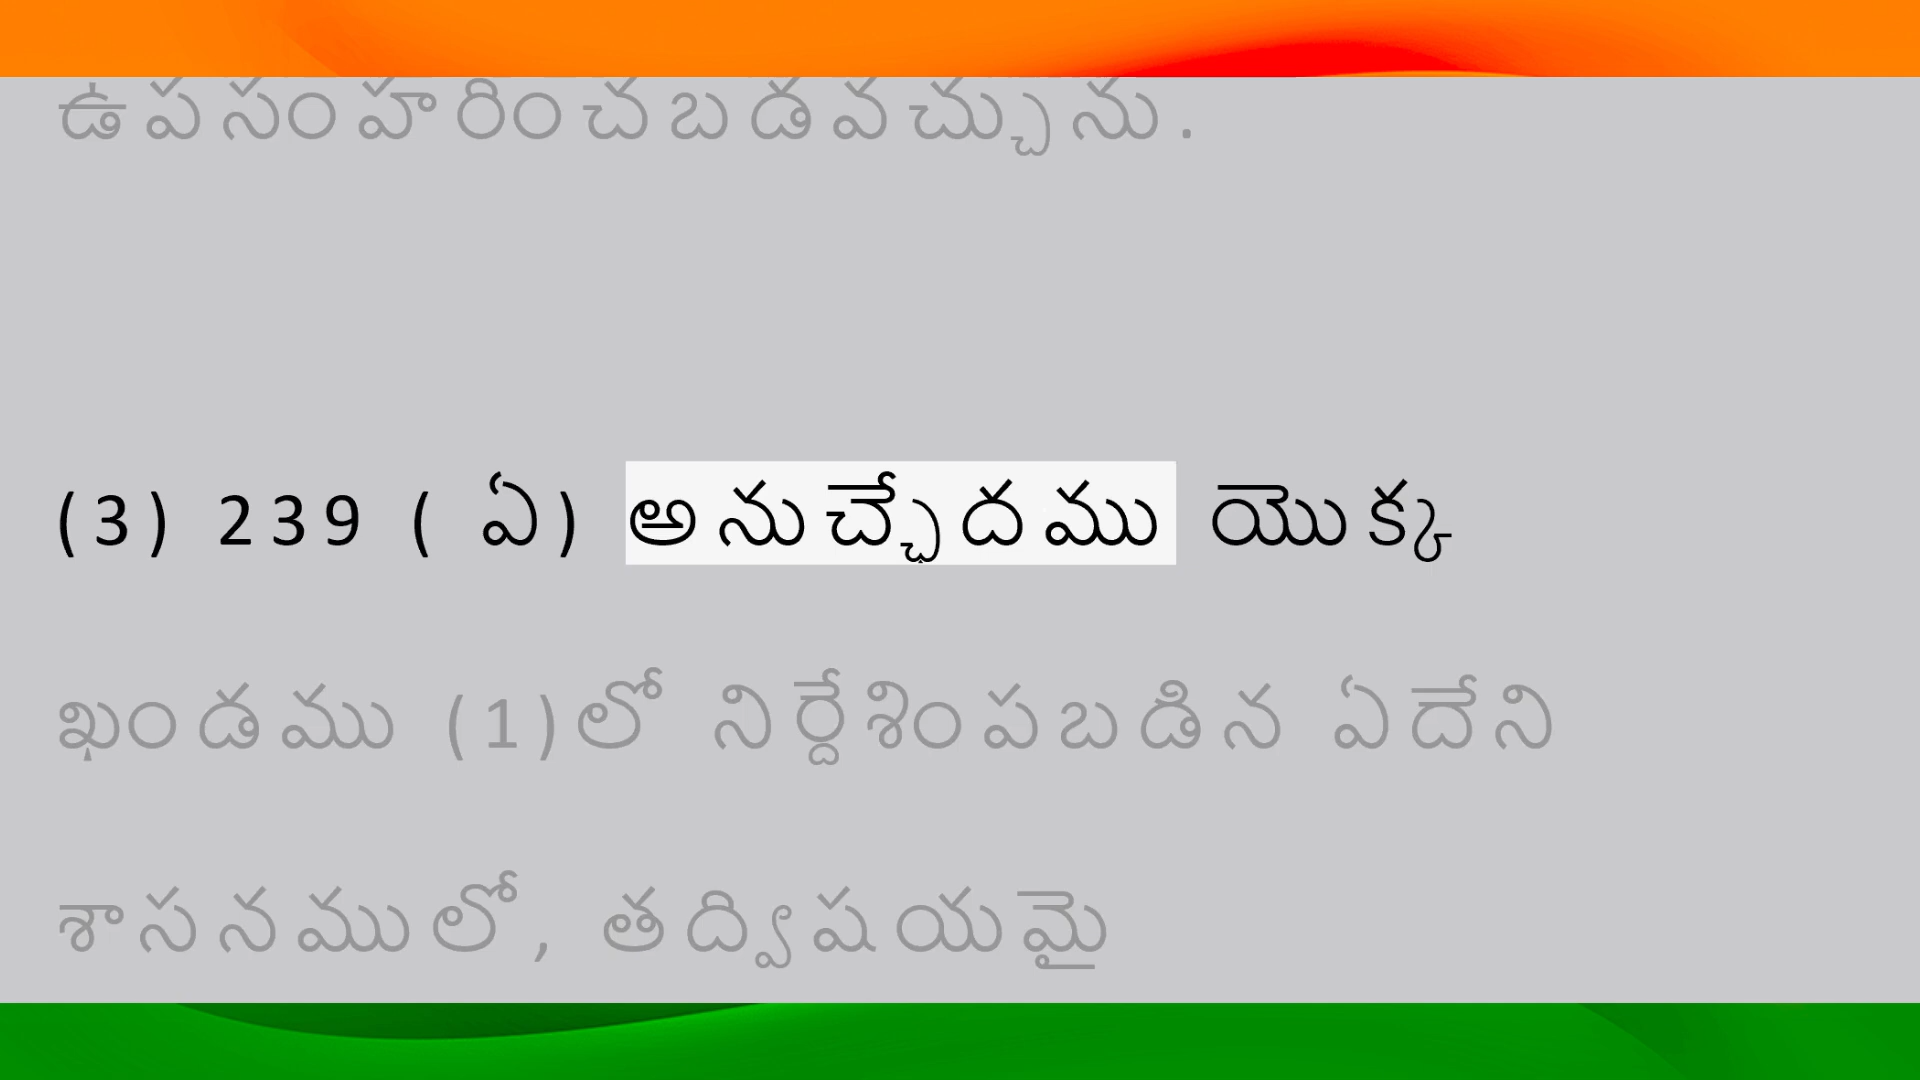 ఉపసంహరించబడవచ్చును.
(3) 239 ( ఏ) అనుచ్ఛేదము యొక్క
ఖండము (1)లో నిర్దేశింపబడిన ఏదేని
శాసనములో, తద్విషయమై